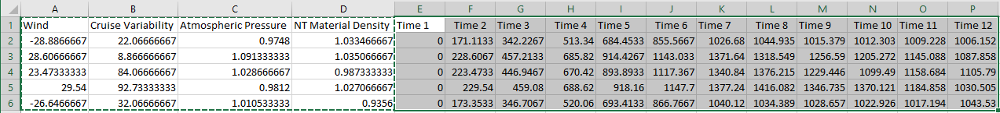 A B C D E F G H I J K L M N O P
1 Wind Cruise Variability Atmospheric Pressure NT Material Density Time 1 Time 2 Time 3 Time 4 Time 5 Time 6 Time 7 Time 8 Time 9 Time 10 Time 11 Time 12
2 -28.8866667 22.06666667 0.9748 1.033466667 0 171.1133 342.2267 513.34 684.4533 855.5667 1026.68 1044.935 1015.379 1012.303 1009.228 1006.152
3 28.60666667 8.866666667 1.091333333 1.035066667 0 228.6067 457.2133 685.82 914.4267 1143.033 1371.64 1318.549 1256.59 1205.272 1145.088 1087.858
4 23.47333333 84.06666667 1.028666667 0.987333333 0 223.4733 446.9467 670.42 893.8933 1117.367 1340.84 1376.215 1229.446 1099.49 1158.684 1105.79
5 29.54 92.73333333 0.9812 1.027066667 0 229.54 459.08 688.62 918.16 1147.7 1377.24 1416.082 1346.735 1370.121 1184.858 1030.505
6 -26.6466667 32.06666667 1.010533333 0.9356 0 173.3533 346.7067 520.06 693.4133 866.7667 1040.12 1034.389 1028.657 1022.926 1017.194 1043.53